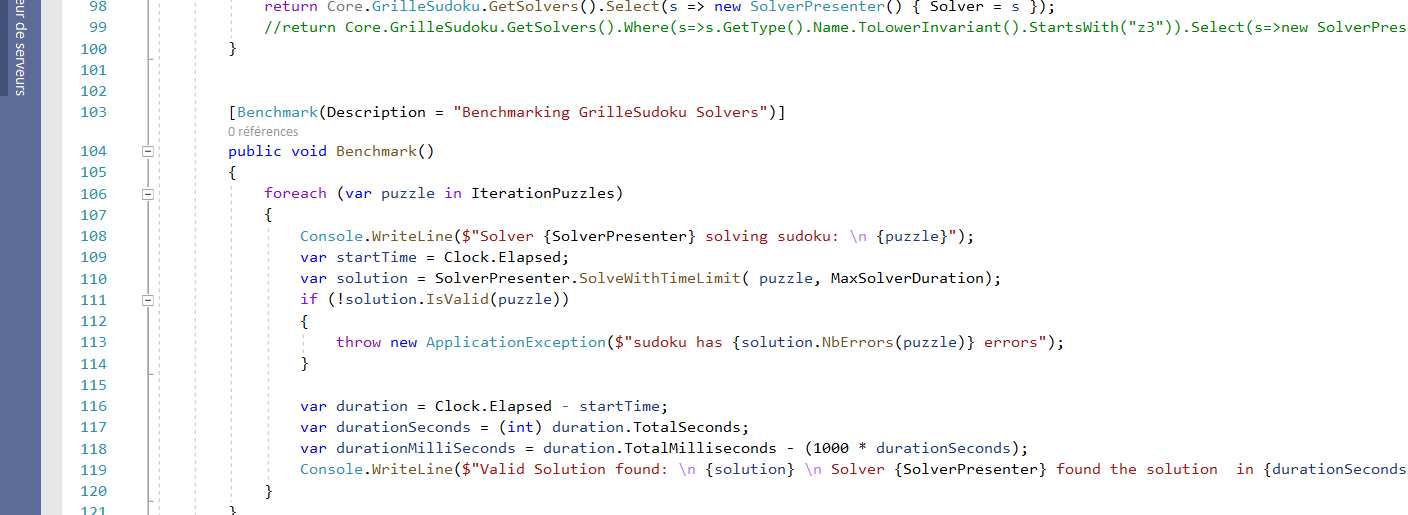 eur de serveurs
98 return Core.GrilleSudoku.GetSolvers().Select(s => new SolverPresenter() { Solver = s });
99 //return Core.GrilleSudoku.GetSolvers().Where(s=>s.GetType().Name.ToLowerInvariant().StartsWith("z3")).Select(s=>new SolverPres
100 }
101
102
103 [Benchmark(Description = "Benchmarking GrilleSudoku Solvers")]
0 références
104 public void Benchmark()
105 {
106 foreach (var puzzle in IterationPuzzles)
107 {
108 Console.WriteLine($"Solver {SolverPresenter} solving sudoku: \n {puzzle}");
109 var startTime = Clock.Elapsed;
110 var solution = SolverPresenter.SolveWithTimeLimit( puzzle, MaxSolverDuration);
111 if (!solution.IsValid(puzzle))
112 {
113 throw new ApplicationException($"sudoku has {solution.NbErrors(puzzle)} errors");
114 }
115
116 var duration = Clock.Elapsed - startTime;
117 var durationSeconds = (int) duration.TotalSeconds;
118 var durationMilliSeconds = duration.TotalMilliseconds - (1000 * durationSeconds);
119 Console.WriteLine($"Valid Solution found: \n {solution} \n Solver {SolverPresenter} found the solution  in {durationSeconds
120 }
121 }